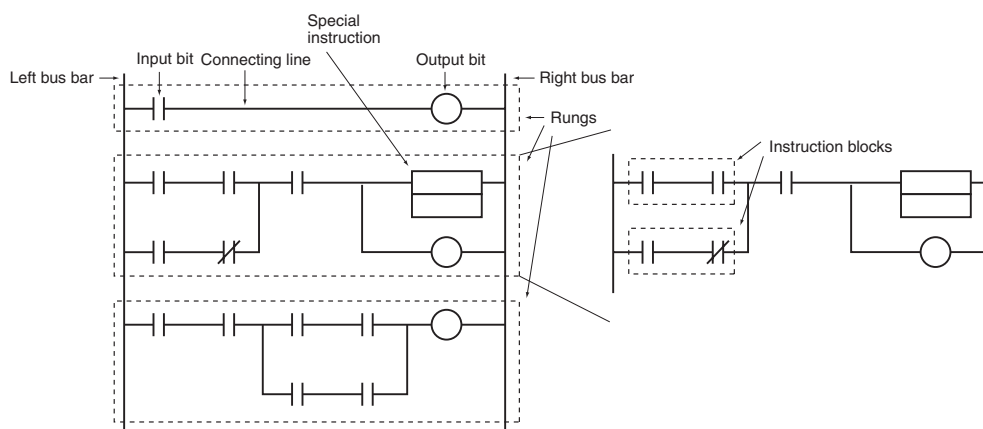 Special
instruction
Input bit
Connecting line
Output bit
Left bus bar
Right bus bar
Rungs
Instruction blocks